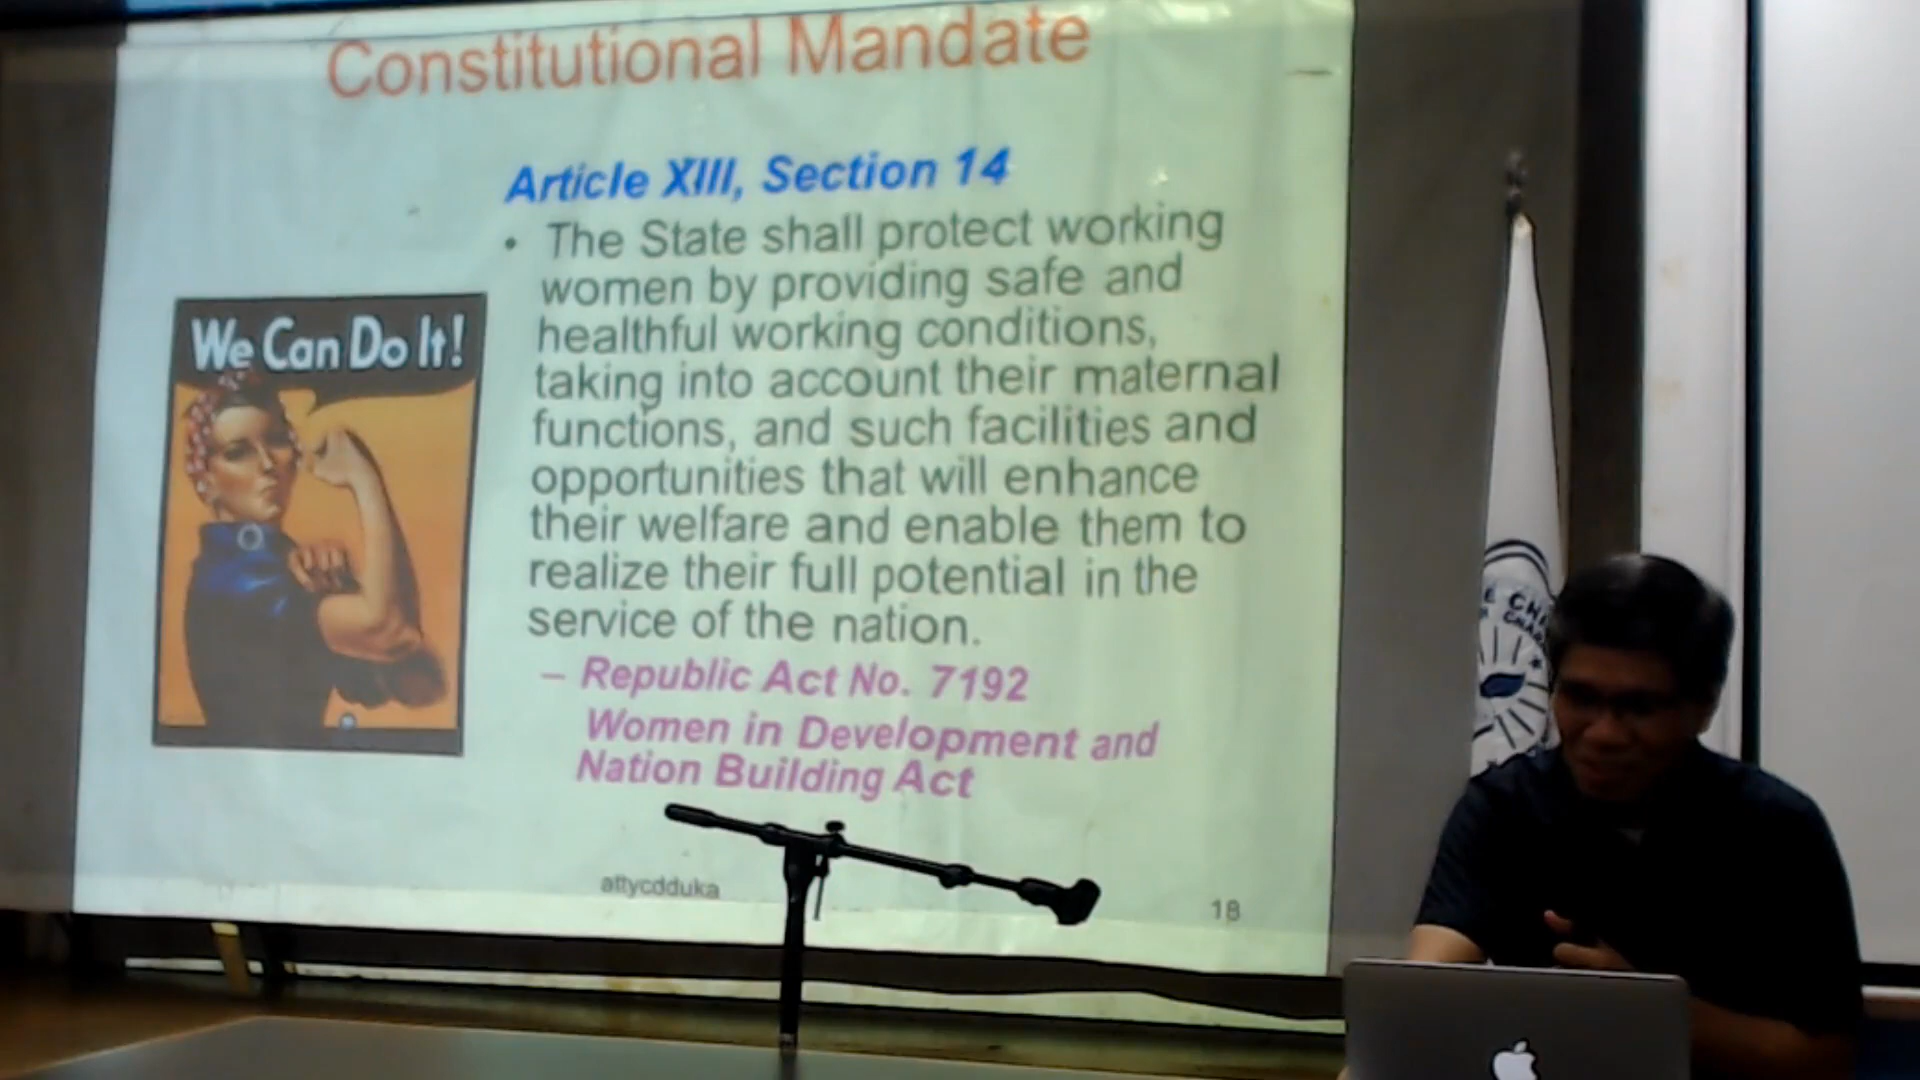 Constitutional Mandate
Article XIII, Section 14
• The State shall protect working
women by providing safe and
healthful working conditions,
taking into account their maternal
functions, and such facilities and
opportunities that will enhance
their welfare and enable them to
realize their full potential in the
service of the nation.
– Republic Act No. 7192
Women in Development and
Nation Building Act
We Can Do It!
attycdduka
18